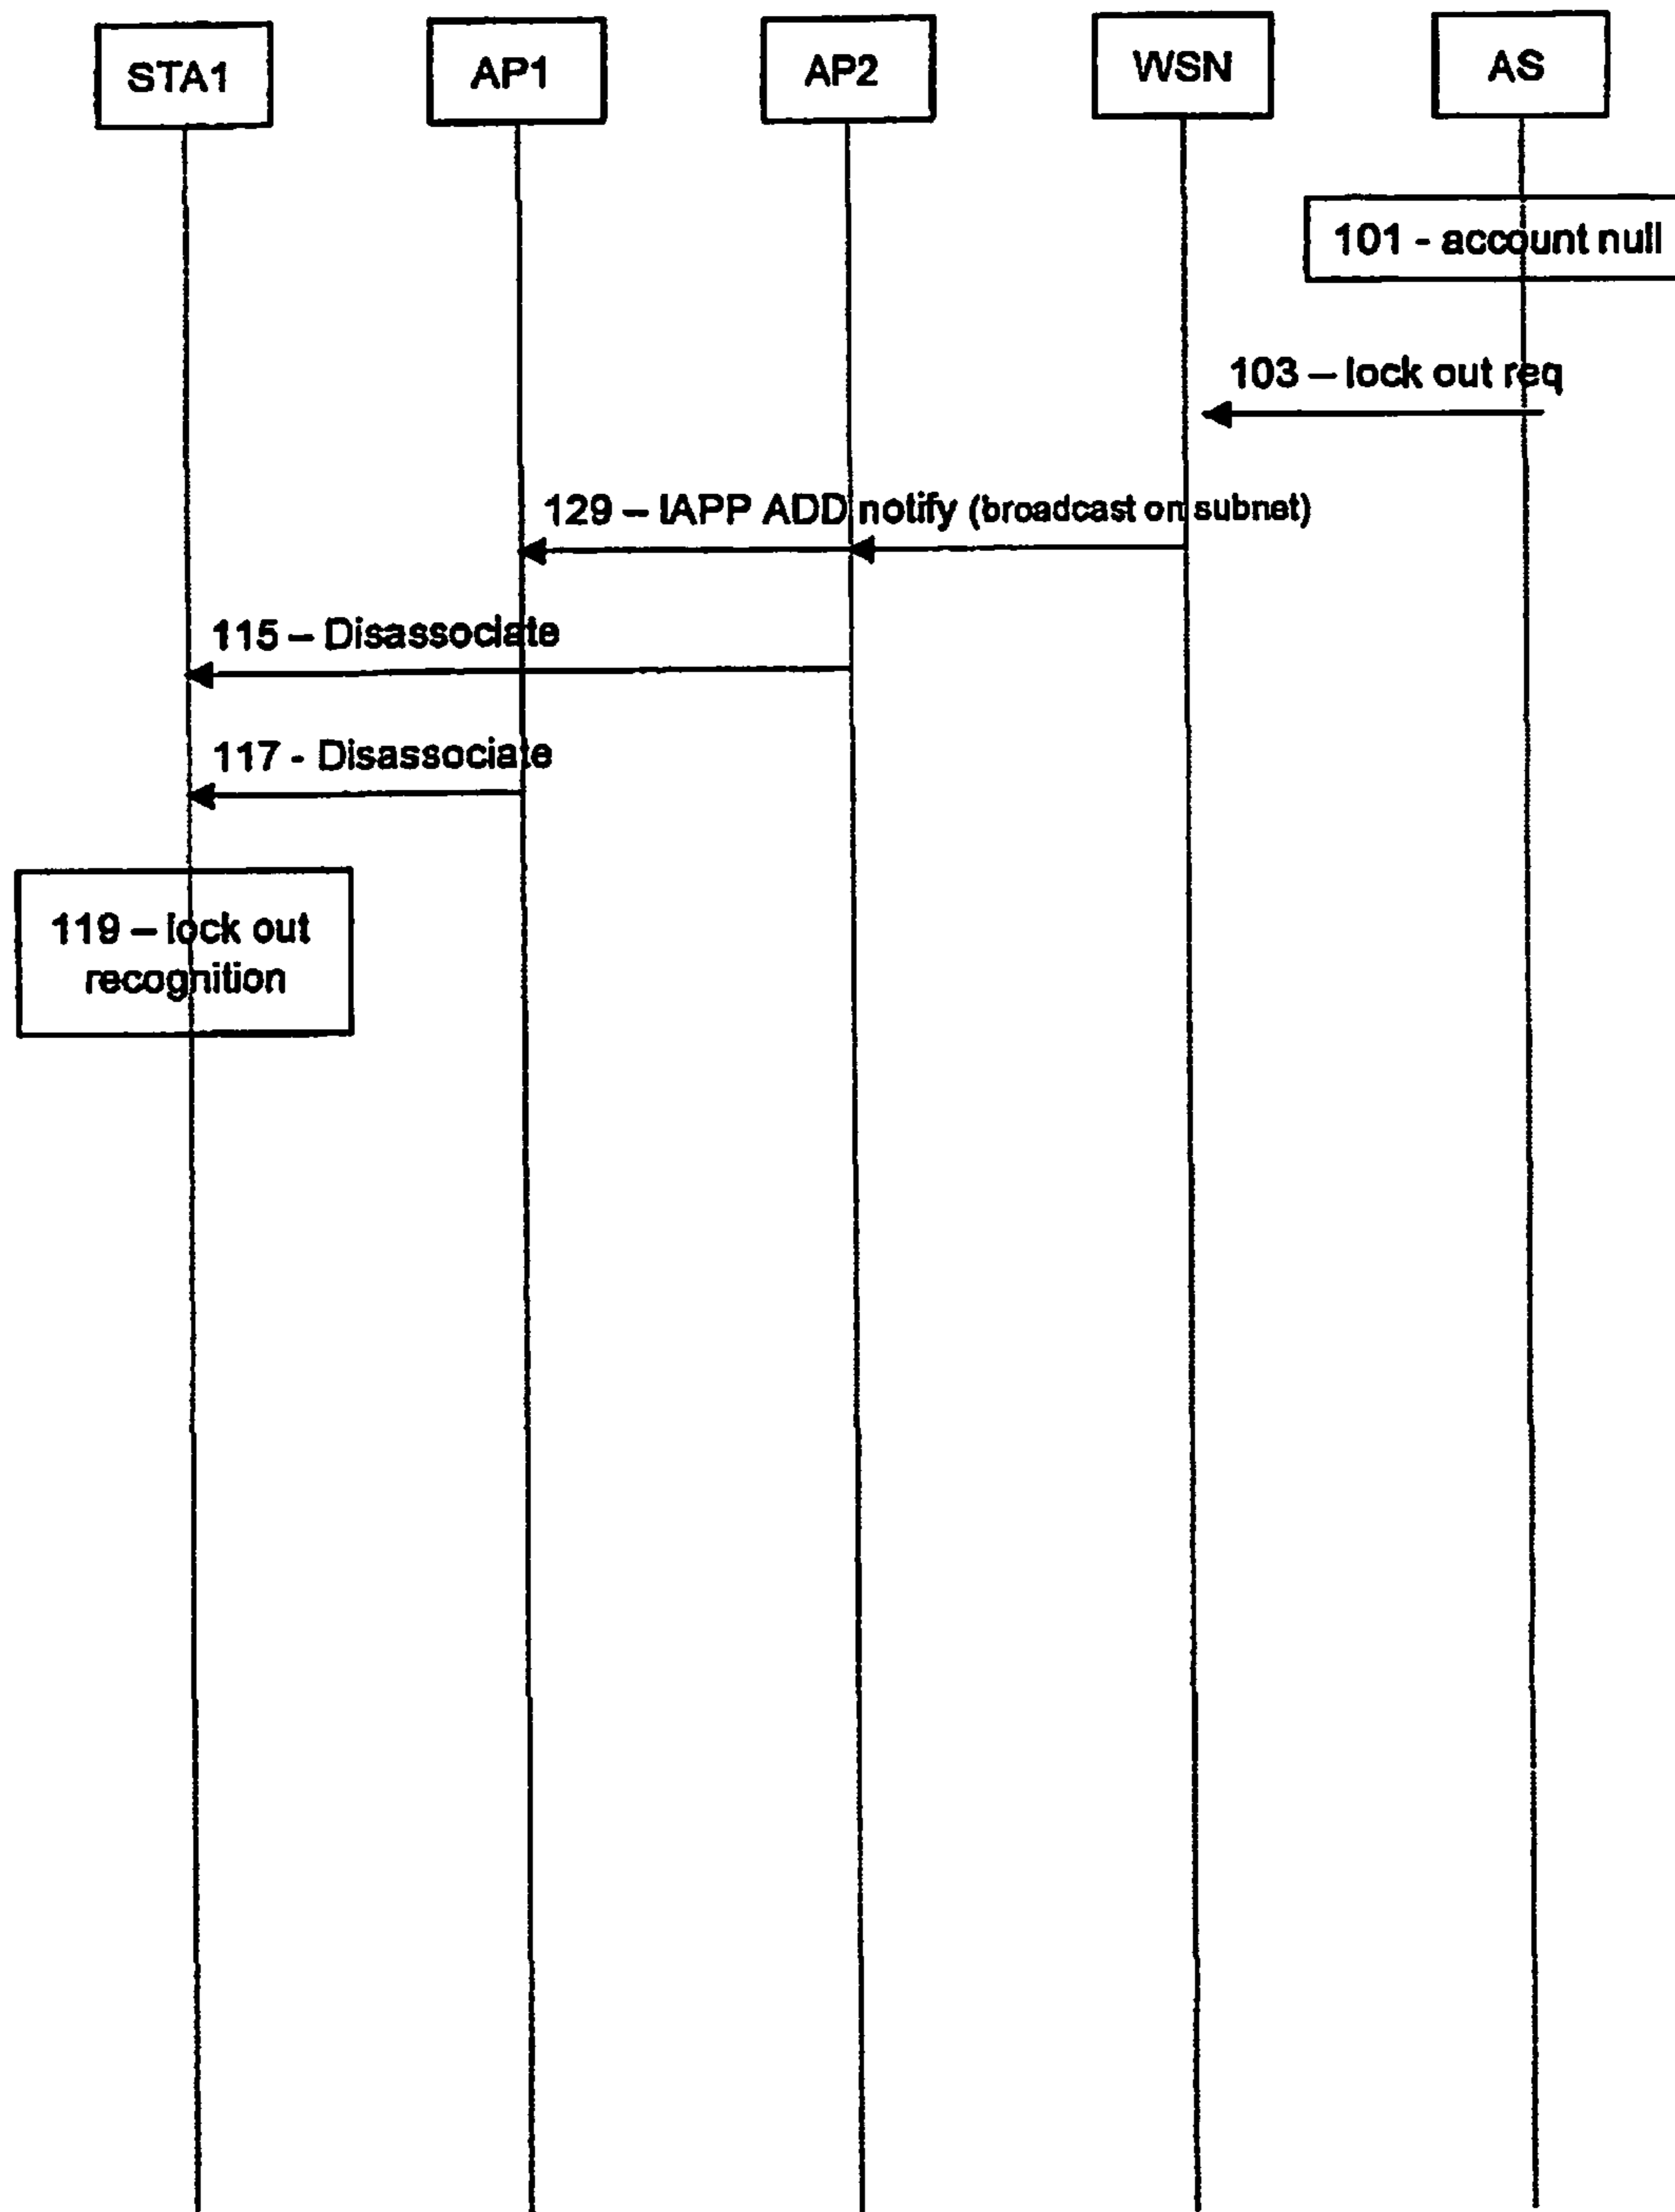 STA1
AP1
AP2
WSN
AS
101 - account null
103 – lock out req
129 – IAPP ADD notify (broadcast on subnet)
115 – Disassociate
117 - Disassociate
119 – lock out
recognition